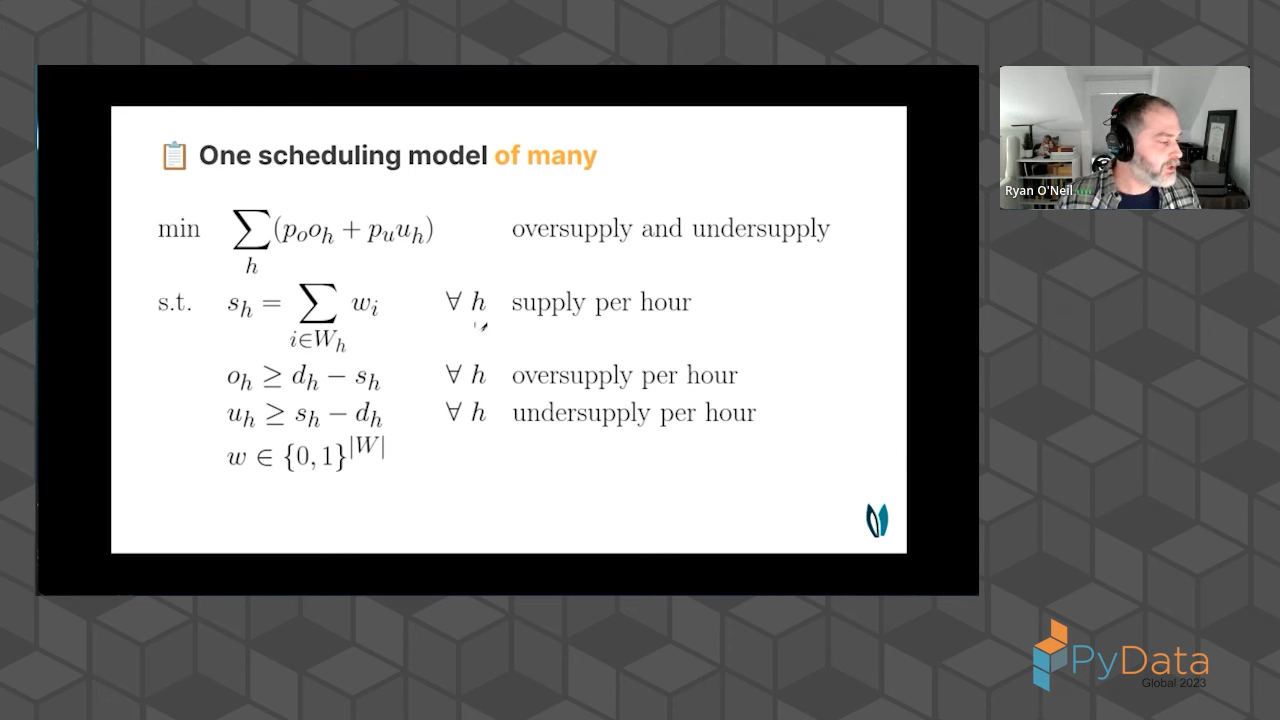 One scheduling model of many
min ∑_h (p_o o_h + p_u u_h) oversupply and undersupply
s.t. s_h = ∑_{i∈W_h} w_i ∀ h supply per hour
o_h ≥ d_h − s_h ∀ h oversupply per hour
u_h ≥ s_h − d_h ∀ h undersupply per hour
w ∈ {0, 1}^{|W|}
Ryan O'Neil
PyData
Global 2023